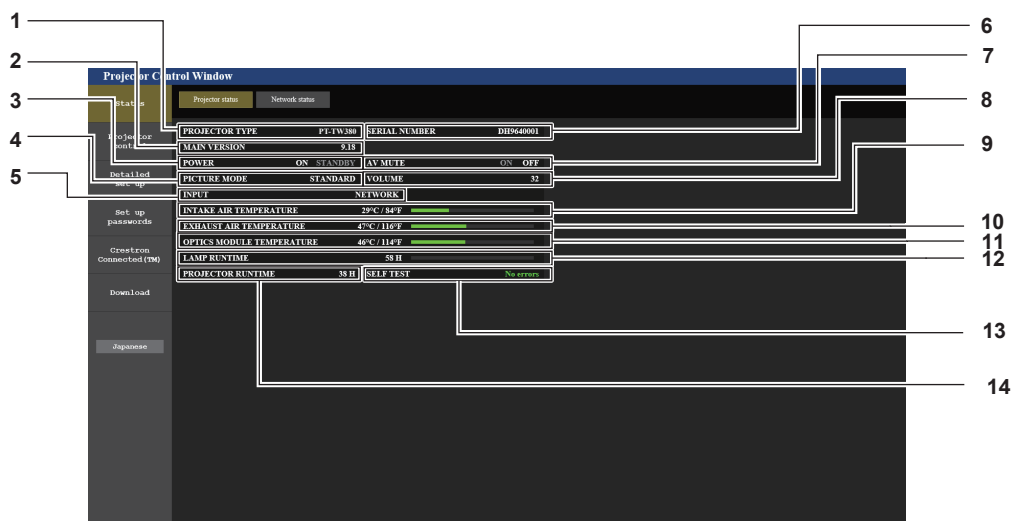 1
2
3
4
5
6
7
8
9
10
11
12
13
14
Projector Control Window
Status
Projector control
Detailed set up
Set up passwords
Crestron Connected(TM)
Download
Japanese
Projector status Network status
PROJECTOR TYPE PT-TW380 SERIAL NUMBER DH9640001
MAIN VERSION 9.18
POWER ON STANDBY AV MUTE ON OFF
PICTURE MODE STANDARD VOLUME 32
INPUT NETWORK
INTAKE AIR TEMPERATURE 29°C / 84°F
EXHAUST AIR TEMPERATURE 47°C / 116°F
OPTICS MODULE TEMPERATURE 46°C / 114°F
LAMP RUNTIME 58 H
PROJECTOR RUNTIME 38 H SELF TEST No errors